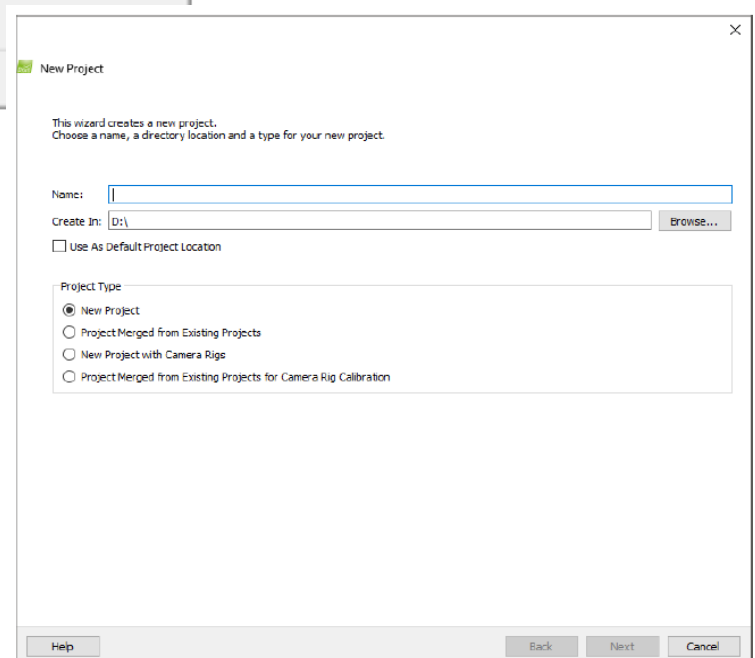 New Project
This wizard creates a new project.
Choose a name, a directory location and a type for your new project.
Name:
Create In: D:\ Browse...
Use As Default Project Location
Project Type
New Project
Project Merged from Existing Projects
New Project with Camera Rigs
Project Merged from Existing Projects for Camera Rig Calibration
Help Back Next Cancel